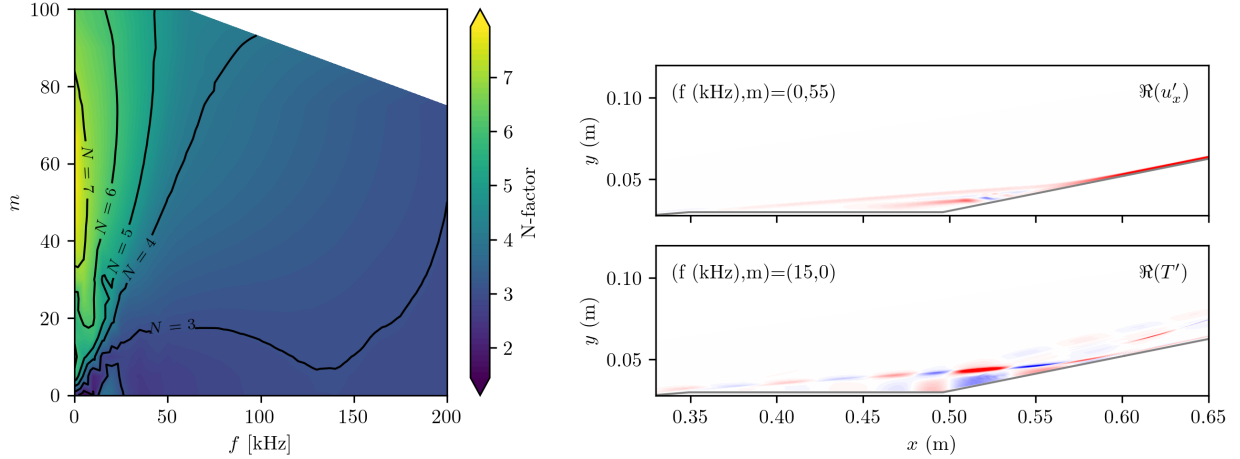 100
80
60
40
20
0
m
0
50
100
150
200
f [kHz]
N = 7
N = 6
N = 5
N = 4
N = 3
7
6
5
4
3
2
N-factor
(f (kHz),m)=(0,55)
ℜ(u′ₓ)
0.10
0.05
y (m)
(f (kHz),m)=(15,0)
ℜ(T′)
0.10
0.05
y (m)
0.35
0.40
0.45
0.50
0.55
0.60
0.65
x (m)